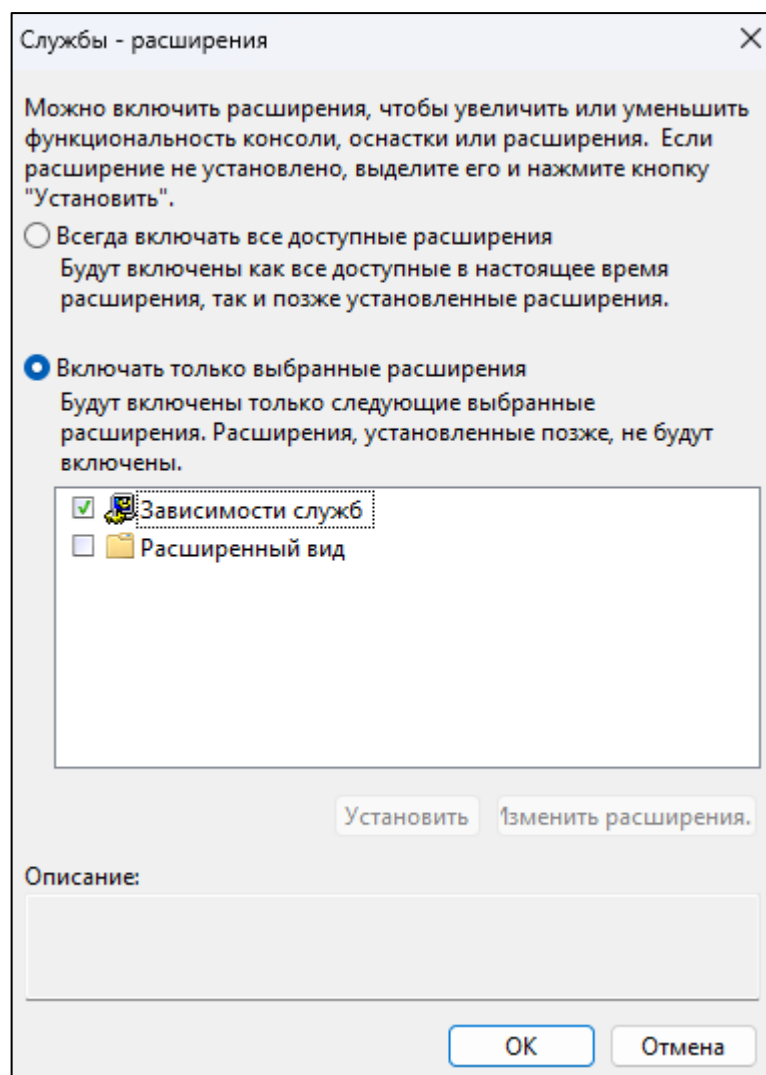 Службы - расширения
Можно включить расширения, чтобы увеличить или уменьшить
функциональность консоли, оснастки или расширения. Если
расширение не установлено, выделите его и нажмите кнопку
"Установить".
Всегда включать все доступные расширения
Будут включены как все доступные в настоящее время
расширения, так и позже установленные расширения.
Включать только выбранные расширения
Будут включены только следующие выбранные
расширения. Расширения, установленные позже, не будут
включены.
Зависимости служб
Расширенный вид
Установить
Изменить расширения.
Описание:
ОК
Отмена